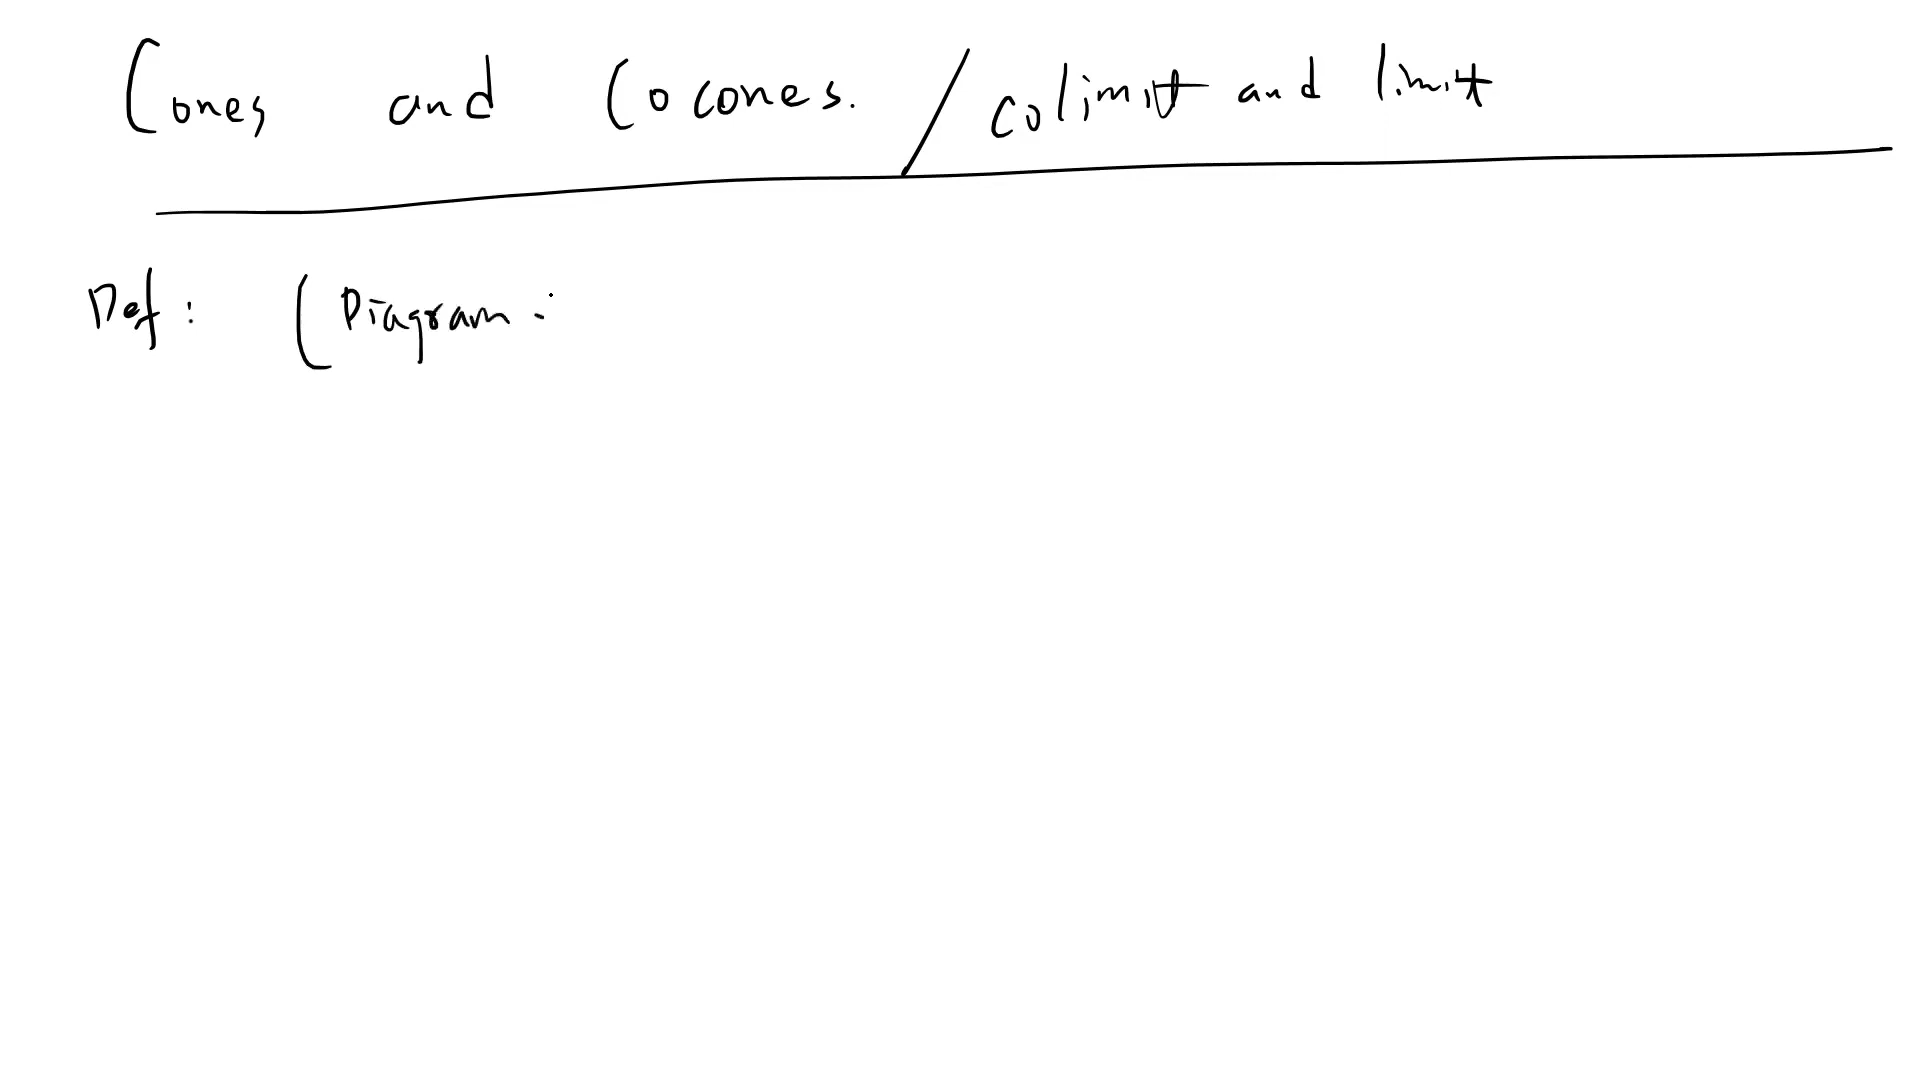 Cones and Cocones. / colimit and limit
Def: (Diagram :